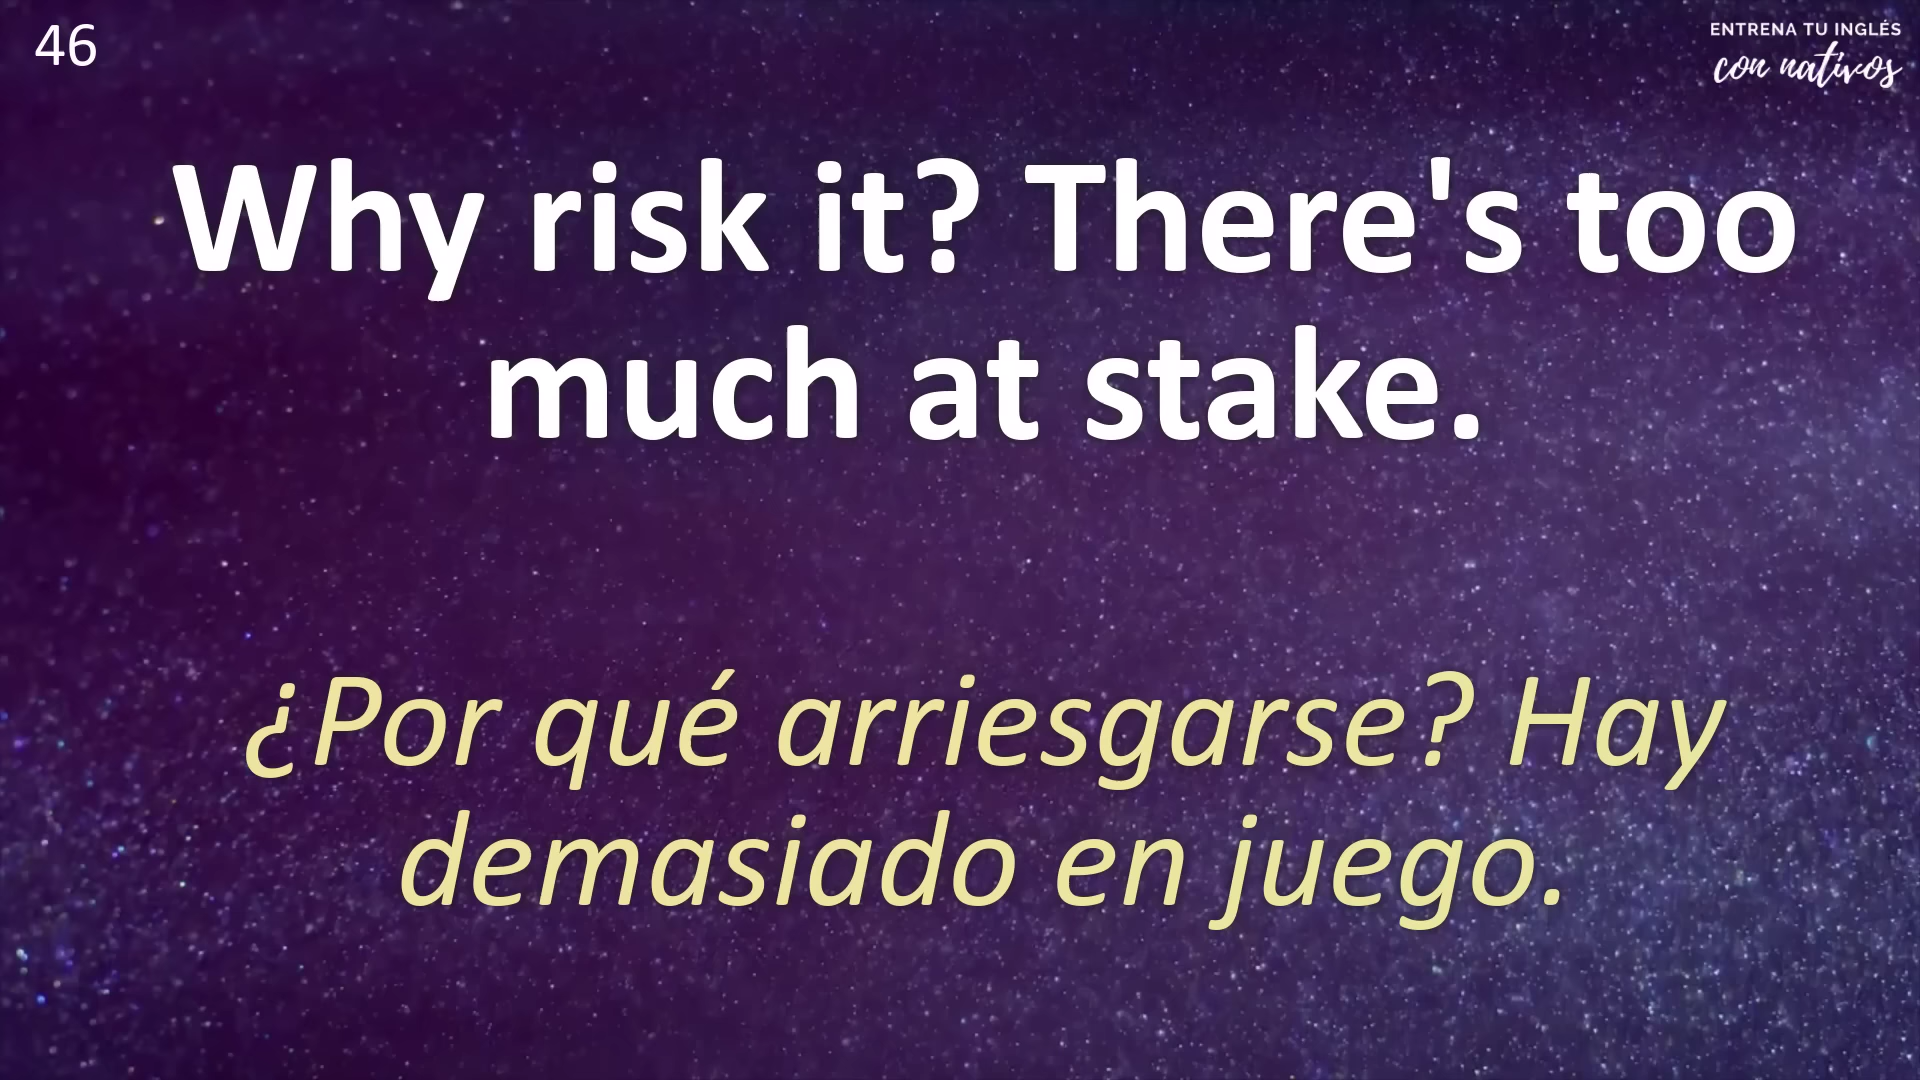 46
ENTRENA TU INGLÉS
con nativos
Why risk it? There's too
much at stake.
¿Por qué arriesgarse? Hay
demasiado en juego.